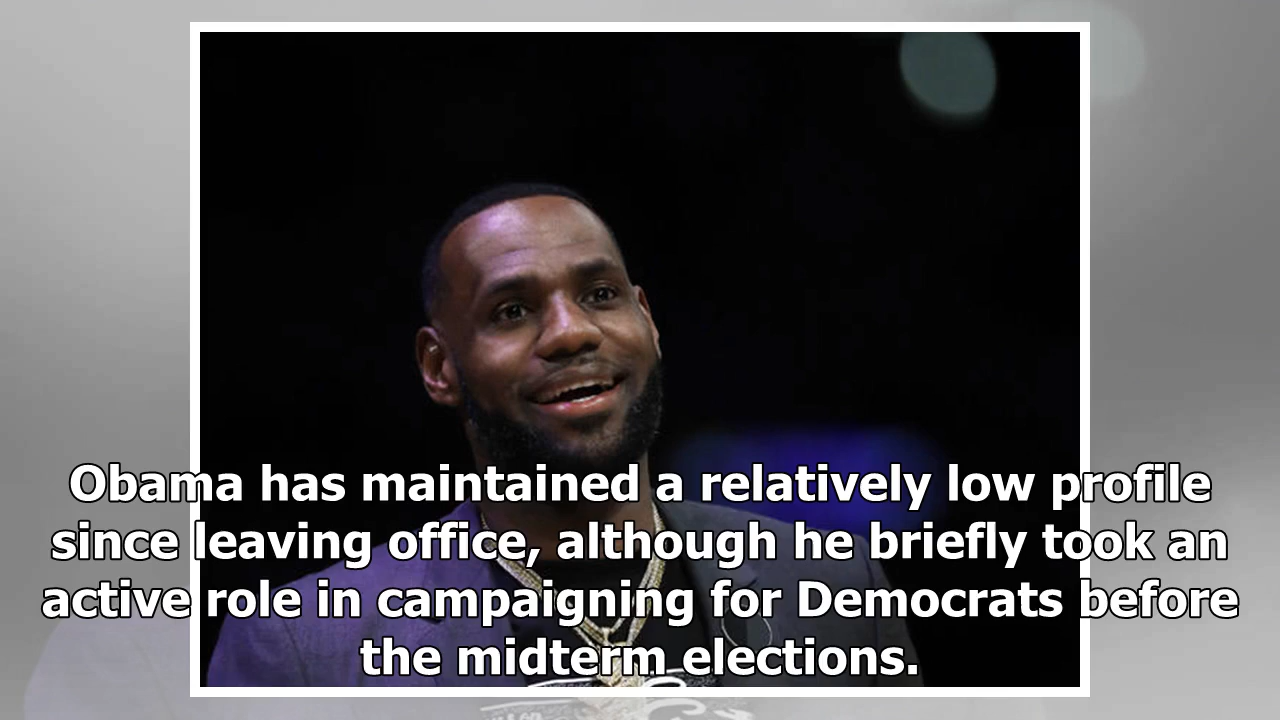 Obama has maintained a relatively low profile
since leaving office, although he briefly took an
active role in campaigning for Democrats before
the midterm elections.